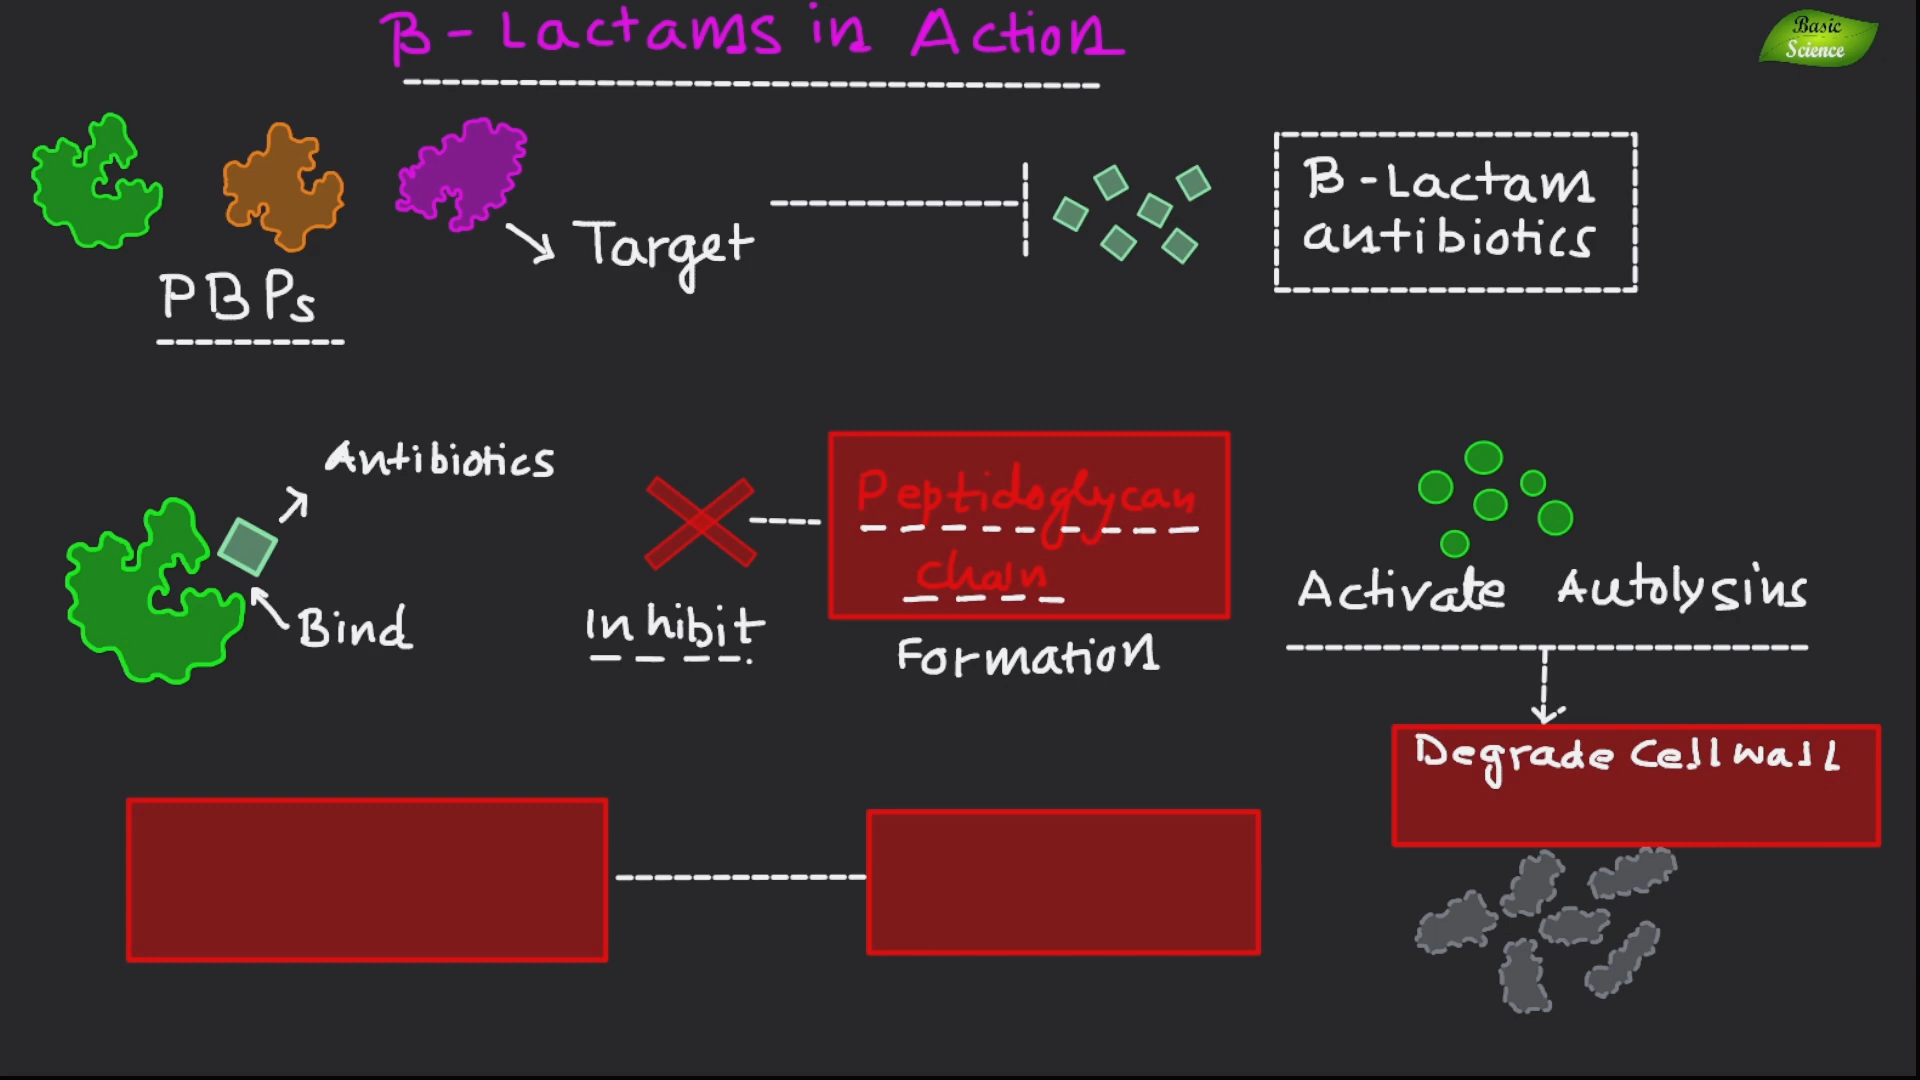 β-Lactams in Action
Basic
Science
PBPs
Target
β-Lactam
antibiotics
Antibiotics
Bind
Inhibit
Peptidoglycan
chain
Formation
Activate Autolysins
Degrade cell wall